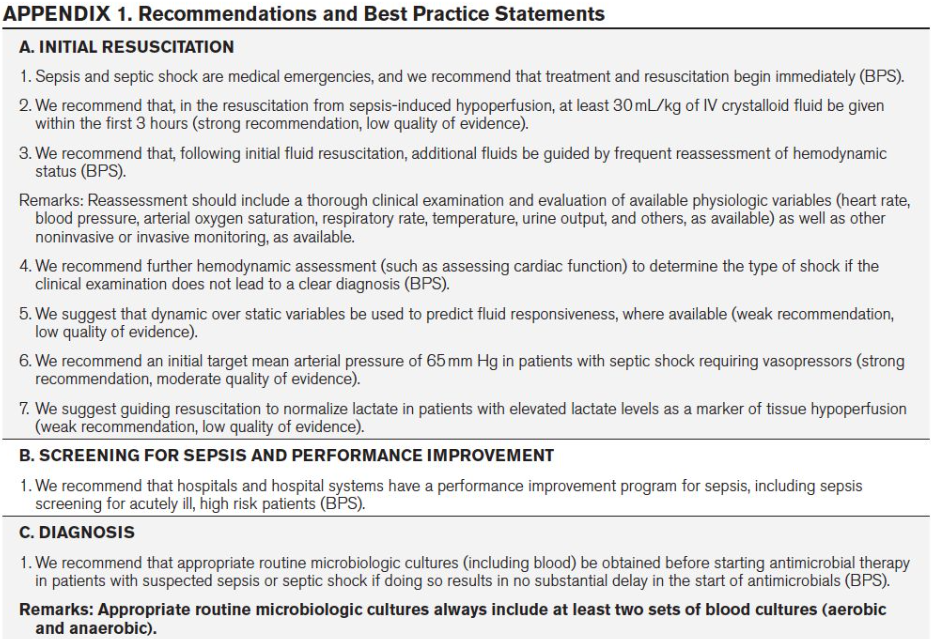 APPENDIX 1. Recommendations and Best Practice Statements
A. INITIAL RESUSCITATION
1. Sepsis and septic shock are medical emergencies, and we recommend that treatment and resuscitation begin immediately (BPS).
2. We recommend that, in the resuscitation from sepsis-induced hypoperfusion, at least 30 mL/kg of IV crystalloid fluid be given
within the first 3 hours (strong recommendation, low quality of evidence).
3. We recommend that, following initial fluid resuscitation, additional fluids be guided by frequent reassessment of hemodynamic
status (BPS).
Remarks: Reassessment should include a thorough clinical examination and evaluation of available physiologic variables (heart rate,
blood pressure, arterial oxygen saturation, respiratory rate, temperature, urine output, and others, as available) as well as other
noninvasive or invasive monitoring, as available.
4. We recommend further hemodynamic assessment (such as assessing cardiac function) to determine the type of shock if the
clinical examination does not lead to a clear diagnosis (BPS).
5. We suggest that dynamic over static variables be used to predict fluid responsiveness, where available (weak recommendation,
low quality of evidence).
6. We recommend an initial target mean arterial pressure of 65 mm Hg in patients with septic shock requiring vasopressors (strong
recommendation, moderate quality of evidence).
7. We suggest guiding resuscitation to normalize lactate in patients with elevated lactate levels as a marker of tissue hypoperfusion
(weak recommendation, low quality of evidence).
B. SCREENING FOR SEPSIS AND PERFORMANCE IMPROVEMENT
1. We recommend that hospitals and hospital systems have a performance improvement program for sepsis, including sepsis
screening for acutely ill, high risk patients (BPS).
C. DIAGNOSIS
1. We recommend that appropriate routine microbiologic cultures (including blood) be obtained before starting antimicrobial therapy
in patients with suspected sepsis or septic shock if doing so results in no substantial delay in the start of antimicrobials (BPS).
Remarks: Appropriate routine microbiologic cultures always include at least two sets of blood cultures (aerobic
and anaerobic).